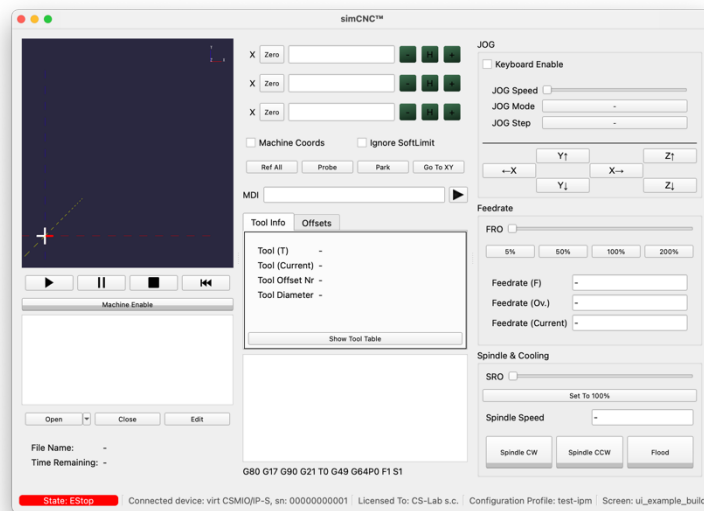 simCNC™
X Zero - H +
X Zero - H +
X Zero - H +
Machine Coords Ignore SoftLimit
Ref All Probe Park Go To XY
MDI
Tool Info Offsets
Tool (T) -
Tool (Current) -
Tool Offset Nr -
Tool Diameter -
Show Tool Table
G80 G17 G90 G21 T0 G49 G64P0 F1 S1
Machine Enable
Open Close Edit
File Name: -
Time Remaining: -
JOG
Keyboard Enable
JOG Speed
JOG Mode -
JOG Step -
Y↑ Z↑
←X X→
Y↓ Z↓
Feedrate
FRO
5% 50% 100% 200%
Feedrate (F) -
Feedrate (Ov.) -
Feedrate (Current) -
Spindle & Cooling
SRO
Set To 100%
Spindle Speed -
Spindle CW Spindle CCW Flood
State: EStop Connected device: virt CSMIO/IP-S, sn: 00000000001 Licensed To: CS-Lab s.c. Configuration Profile: test-ipm Screen: ui_example_build